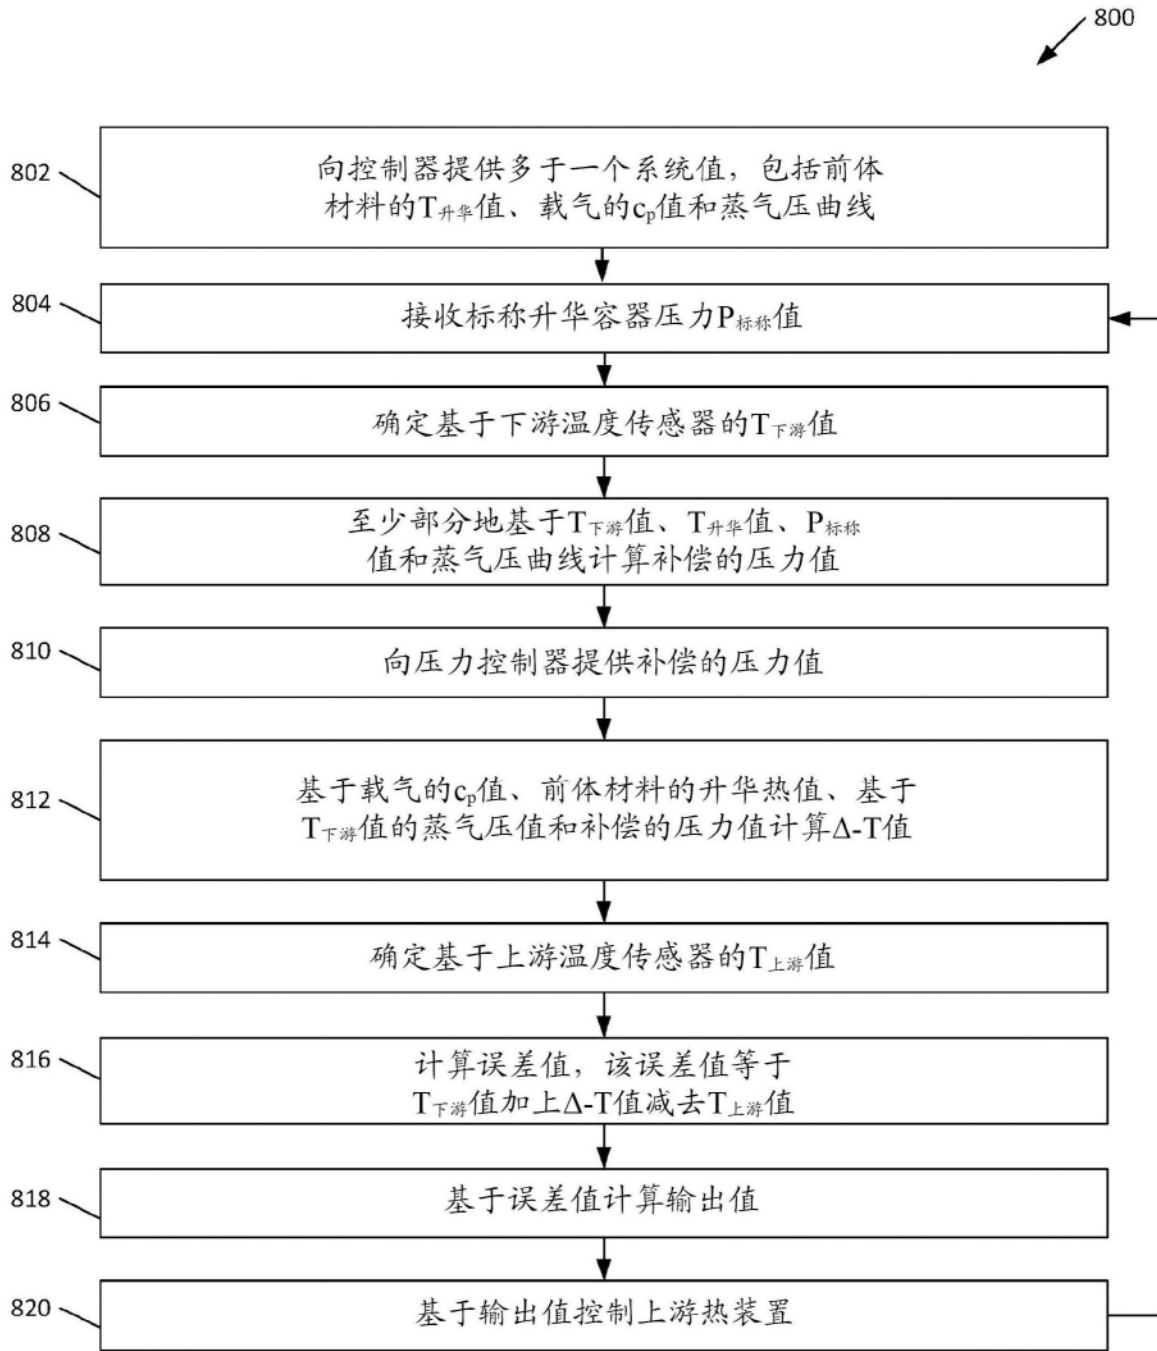 800
802
向控制器提供多于一个系统值，包括前体
材料的T升华值、载气的cp值和蒸气压曲线
804
接收标称升华容器压力P标称值
806
确定基于下游温度传感器的T下游值
808
至少部分地基于T下游值、T升华值、P标称
值和蒸气压曲线计算补偿的压力值
810
向压力控制器提供补偿的压力值
812
基于载气的cp值、前体材料的升华热值、基于
T下游值的蒸气压值和补偿的压力值计算Δ-T值
814
确定基于上游温度传感器的T上游值
816
计算误差值，该误差值等于
T下游值加上Δ-T值减去T上游值
818
基于误差值计算输出值
820
基于输出值控制上游热装置